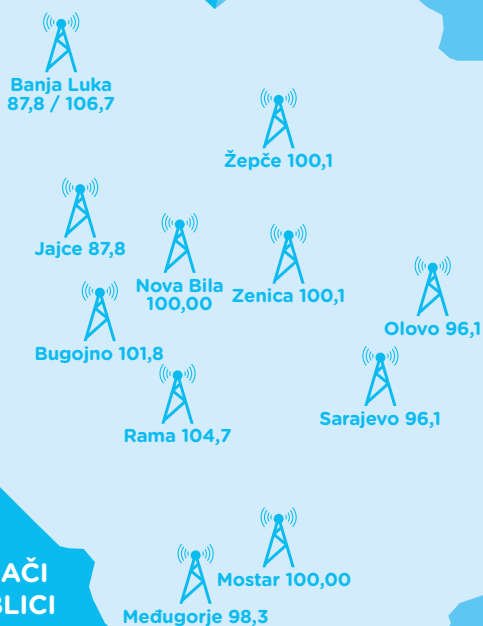 Banja Luka
87,8 / 106,7
Žepče 100,1
Jajce 87,8
Nova Bila
100,00
Zenica 100,1
Olovo 96,1
Bugojno 101,8
Sarajevo 96,1
Rama 104,7
AČI
BLICI
Mostar 100,00
Međugorje 98,3